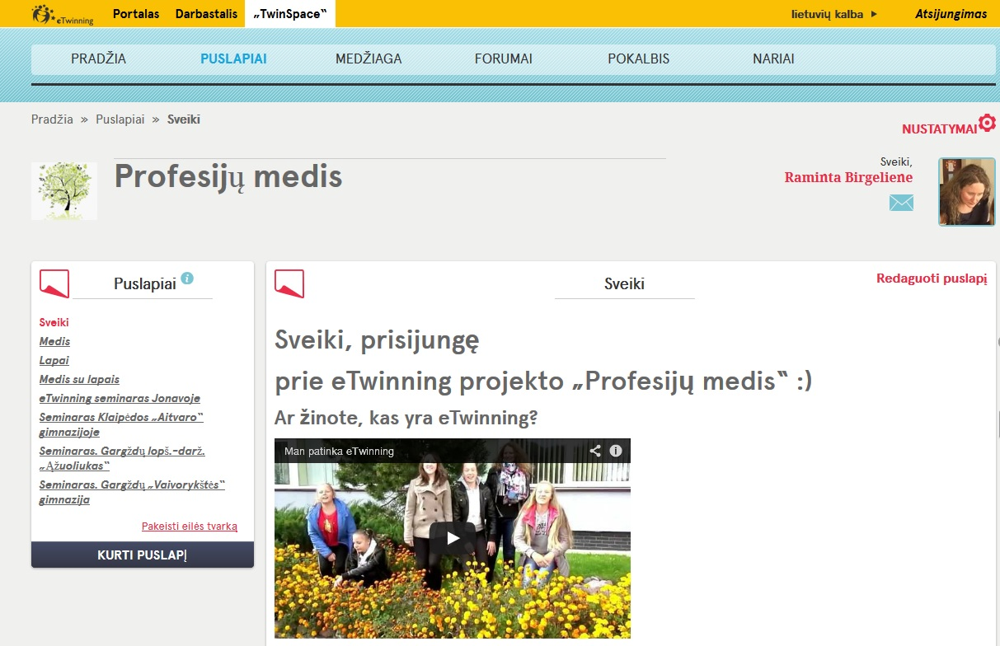 eTwinning
Portalas Darbastalis „TwinSpace“ lietuvių kalba Atsijungimas
PRADŽIA PUSLAPIAI MEDŽIAGA FORUMAI POKALBIS NARIAI
Pradžia » Puslapiai » Sveiki
NUSTATYMAI
Profesijų medis
Sveiki,
Raminta Birgeliene
Puslapiai i
Sveiki
Medis
Lapai
Medis su lapais
eTwinning seminaras Jonavoje
Seminaras Klaipėdos „Aitvaro“
gimnazijoje
Seminaras. Gargždų lopš.-darž.
„Ąžuoliukas“
Seminaras. Gargždų „Vaivorykštės“
gimnazija
Pakeisti eilės tvarką
KURTI PUSLAPĮ
Sveiki
Redaguoti puslapį
Sveiki, prisijungę
prie eTwinning projekto „Profesijų medis“ :)
Ar žinote, kas yra eTwinning?
Man patinka eTwinning